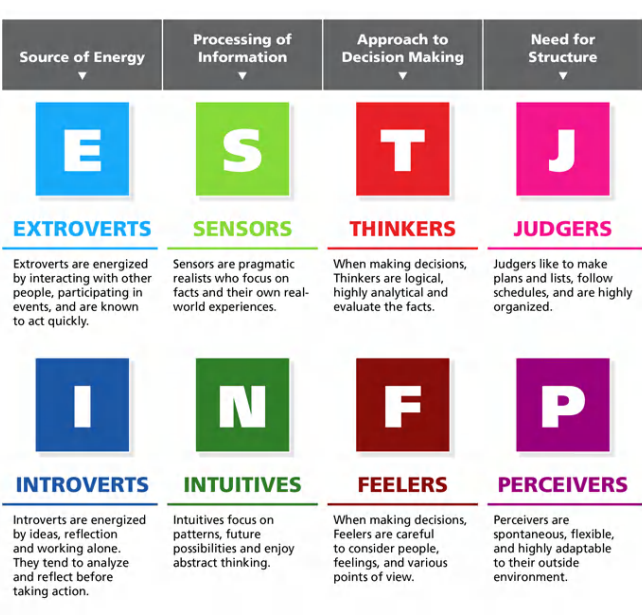 Source of Energy
▼
Processing of
Information
▼
Approach to
Decision Making
▼
Need for
Structure
▼
E
EXTROVERTS
Extroverts are energized
by interacting with other
people, participating in
events, and are known
to act quickly.
S
SENSORS
Sensors are pragmatic
realists who focus on
facts and their own real-
world experiences.
T
THINKERS
When making decisions,
Thinkers are logical,
highly analytical and
evaluate the facts.
J
JUDGERS
Judgers like to make
plans and lists, follow
schedules, and are highly
organized.
I
INTROVERTS
Introverts are energized
by ideas, reflection
and working alone.
They tend to analyze
and reflect before
taking action.
N
INTUITIVES
Intuitives focus on
patterns, future
possibilities and enjoy
abstract thinking.
F
FEELERS
When making decisions,
Feelers are careful
to consider people,
feelings, and various
points of view.
P
PERCEIVERS
Perceivers are
spontaneous, flexible,
and highly adaptable
to their outside
environment.